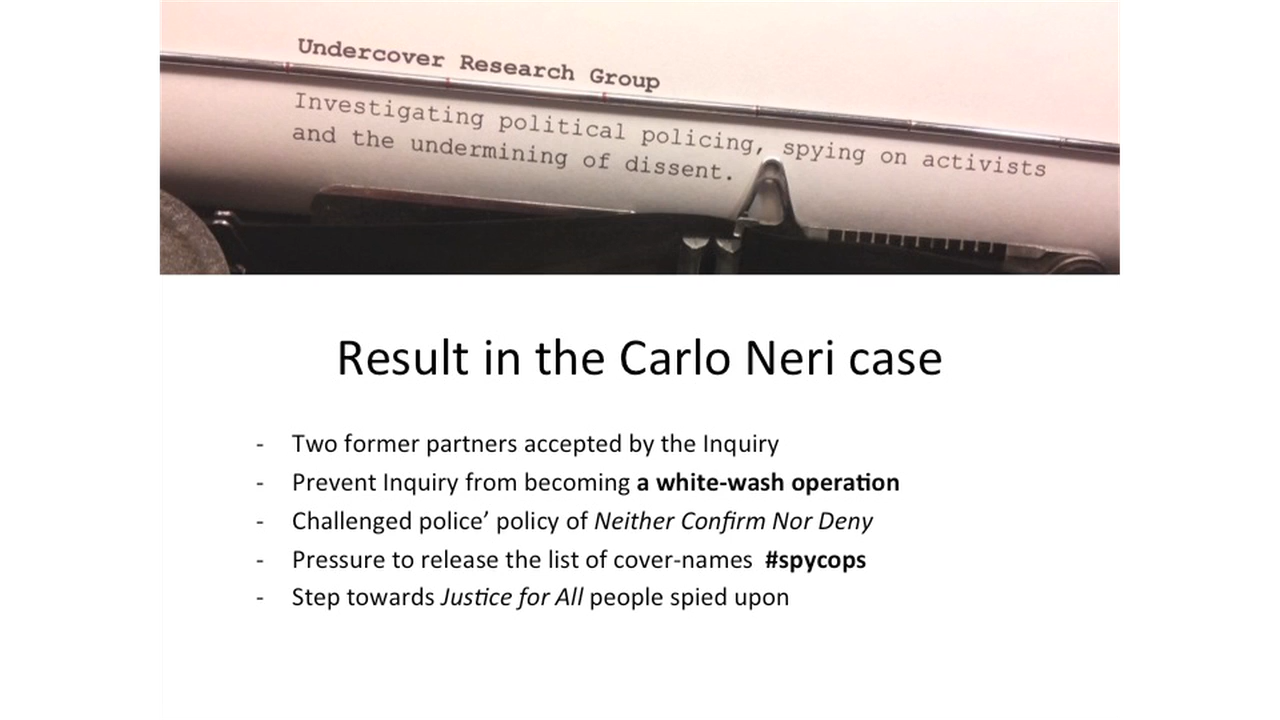 Undercover Research Group
Investigating political policing, spying on activists
and the undermining of dissent.
Result in the Carlo Neri case
- Two former partners accepted by the Inquiry
- Prevent Inquiry from becoming a white-wash operation
- Challenged police’ policy of Neither Confirm Nor Deny
- Pressure to release the list of cover-names #spycops
- Step towards Justice for All people spied upon